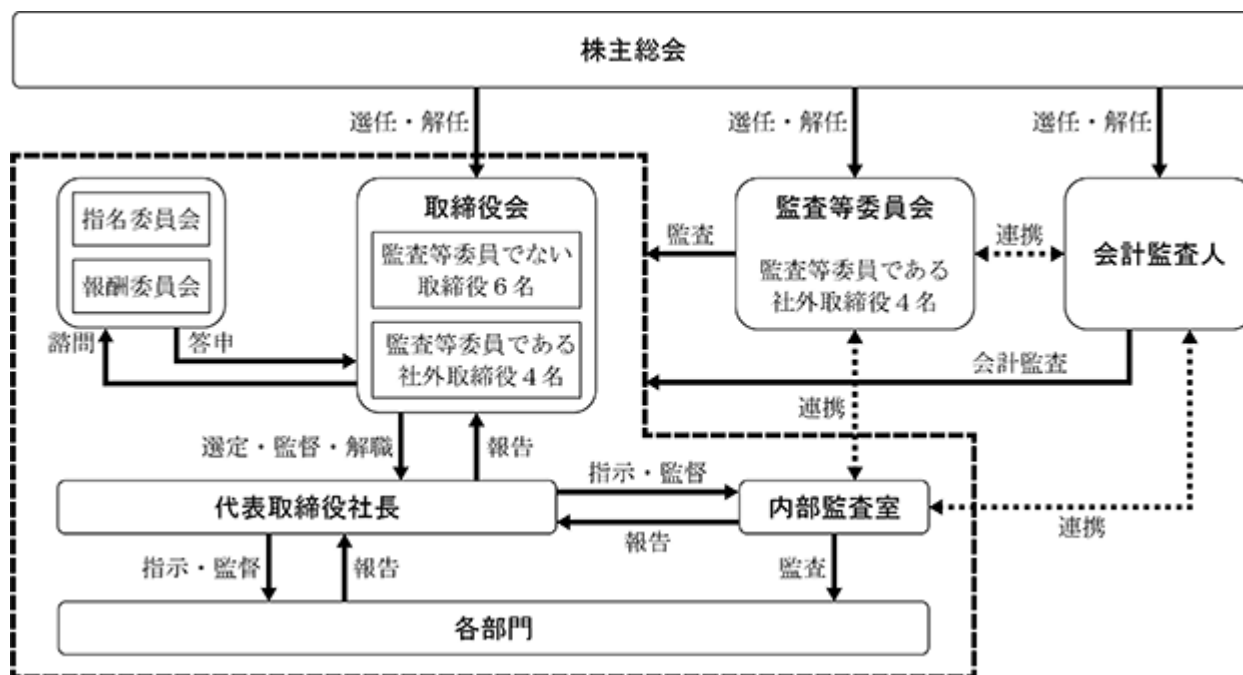 株主総会
選任・解任
選任・解任
選任・解任
指名委員会
報酬委員会
諮問
答申
取締役会
監査等委員でない
取締役6名
監査等委員である
社外取締役4名
監査
監査等委員会
監査等委員である
社外取締役4名
連携
会計監査人
会計監査
連携
選定・監督・解職
報告
代表取締役社長
指示・監督
報告
内部監査室
連携
指示・監督
報告
監査
各部門